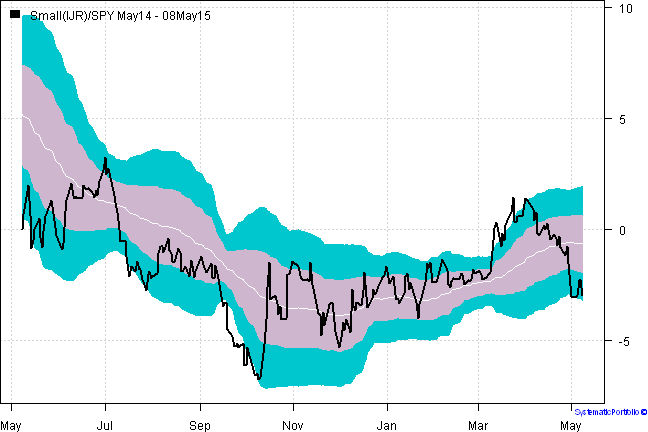 Small(IJR)/SPY May14 - 08May15
10
5
0
-5
May Jul Sep Nov Jan Mar May
SystematicPortfolio ©